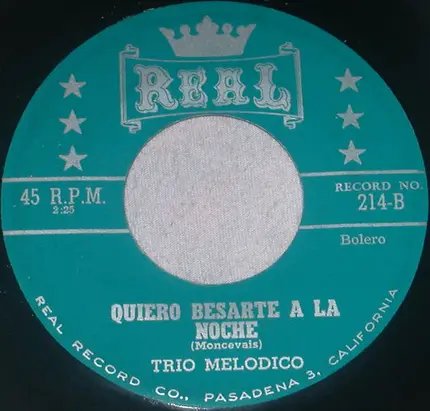 REAL
45 R.P.M.
2:25
RECORD NO.
214-B
Bolero
QUIERO BESARTE A LA
NOCHE
(Moncevais)
TRIO MELODICO
REAL RECORD CO., PASADENA 3, CALIFORNIA